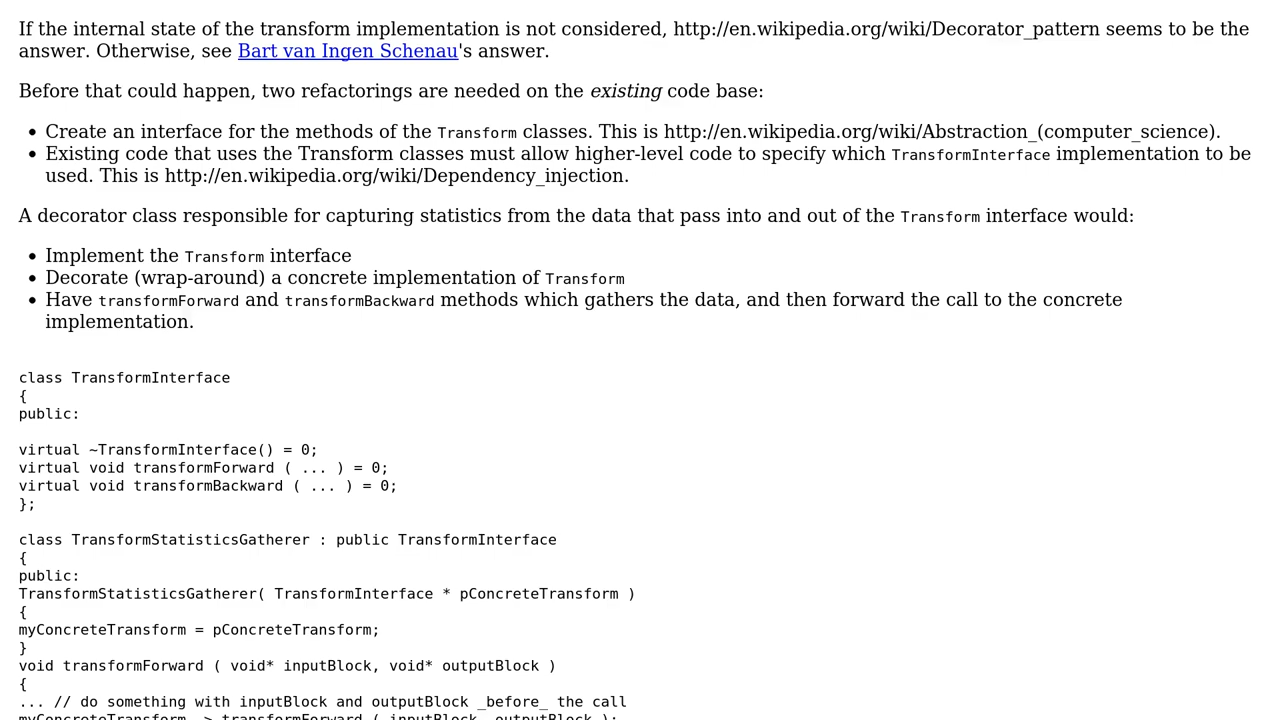 If the internal state of the transform implementation is not considered, http://en.wikipedia.org/wiki/Decorator_pattern seems to be the
answer. Otherwise, see Bart van Ingen Schenau's answer.
Before that could happen, two refactorings are needed on the existing code base:
• Create an interface for the methods of the Transform classes. This is http://en.wikipedia.org/wiki/Abstraction_(computer_science).
• Existing code that uses the Transform classes must allow higher-level code to specify which TransformInterface implementation to be
used. This is http://en.wikipedia.org/wiki/Dependency_injection.
A decorator class responsible for capturing statistics from the data that pass into and out of the Transform interface would:
• Implement the Transform interface
• Decorate (wrap-around) a concrete implementation of Transform
• Have transformForward and transformBackward methods which gathers the data, and then forward the call to the concrete
implementation.
class TransformInterface
{
public:
virtual ~TransformInterface() = 0;
virtual void transformForward ( ... ) = 0;
virtual void transformBackward ( ... ) = 0;
};
class TransformStatisticsGatherer : public TransformInterface
{
public:
TransformStatisticsGatherer( TransformInterface * pConcreteTransform )
{
myConcreteTransform = pConcreteTransform;
}
void transformForward ( void* inputBlock, void* outputBlock )
{
... // do something with inputBlock and outputBlock _before_ the call
myConcreteTransform -> transformForward ( inputBlock, outputBlock );